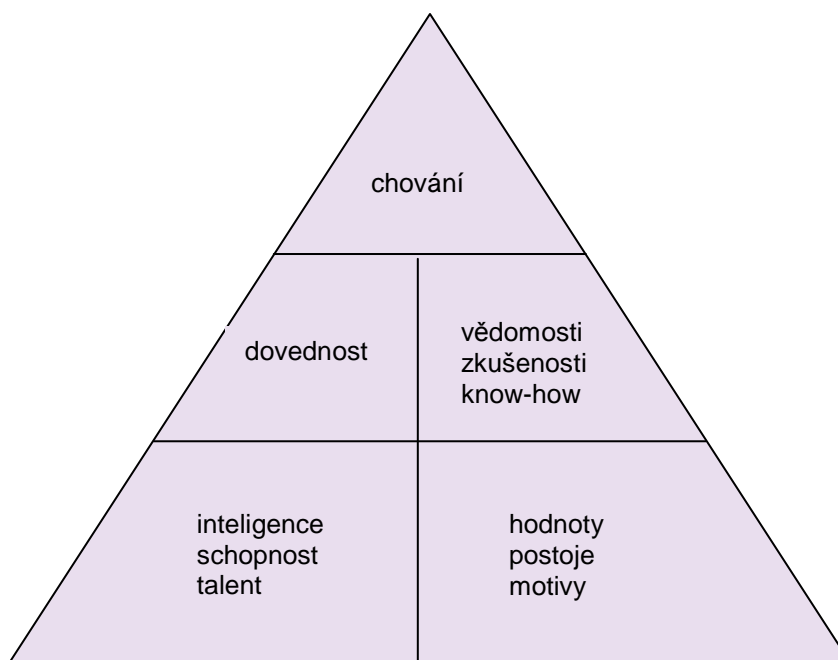 chování
dovednost
vědomosti
zkušenosti
know-how
inteligence
schopnost
talent
hodnoty
postoje
motivy